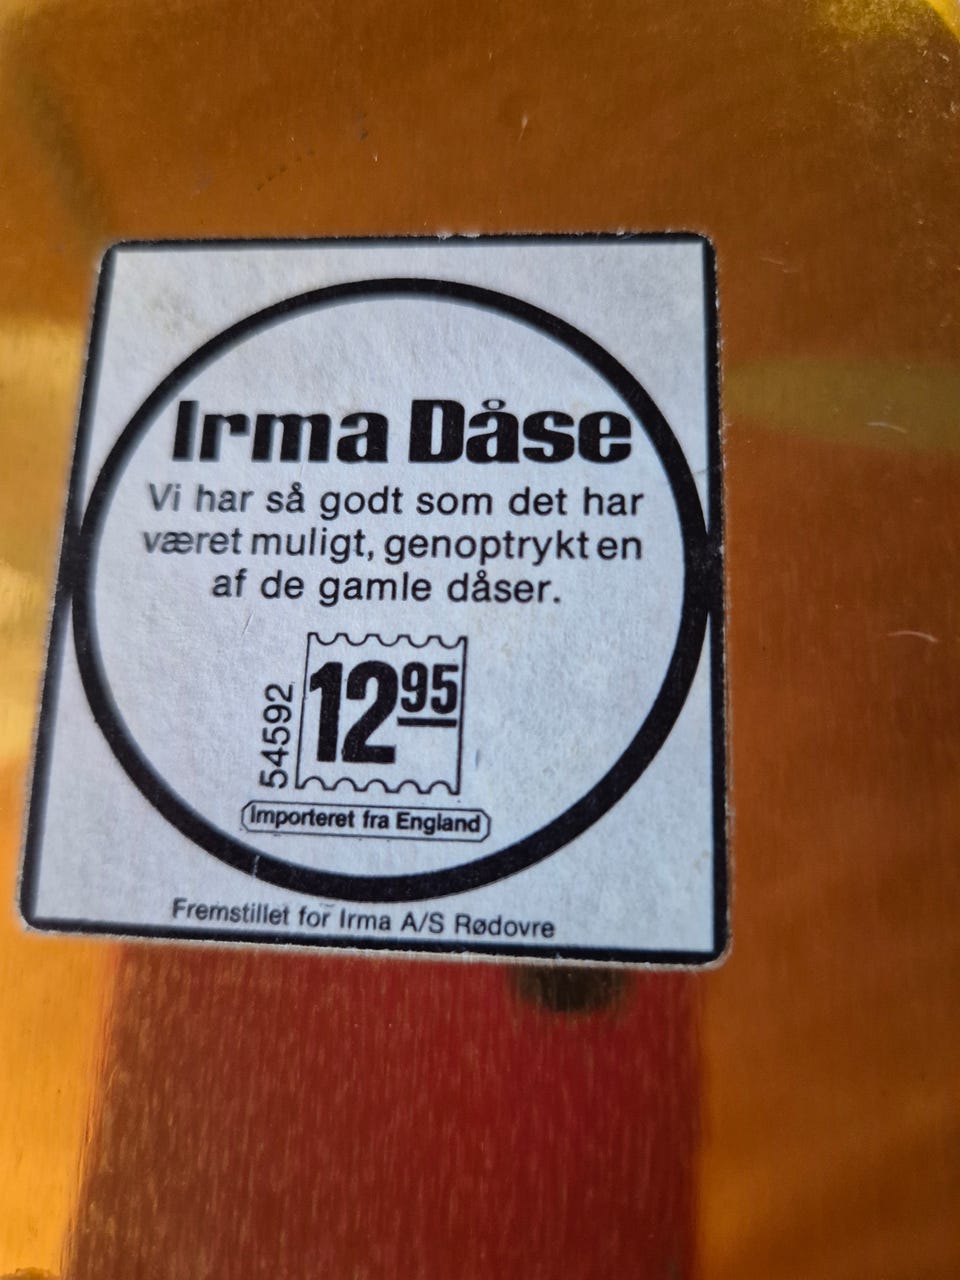 Irma Dåse
Vi har så godt som det har
været muligt, genoptrykt en
af de gamle dåser.
54592
12 95
Importeret fra England
Fremstillet for Irma A/S Rødovre